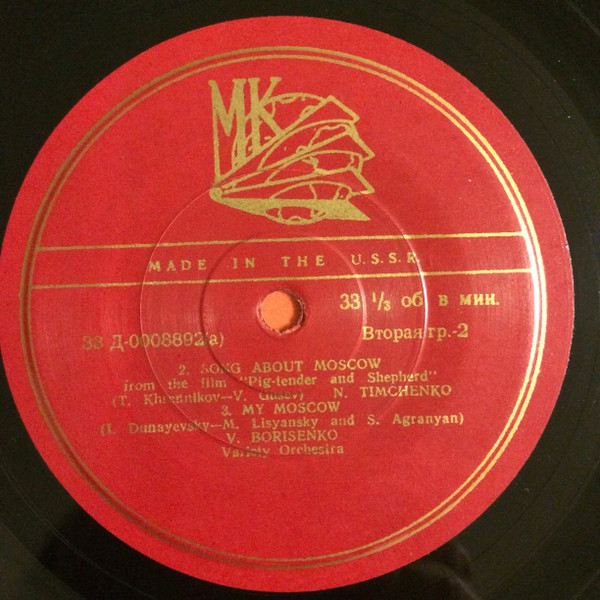 МК
MADE IN THE U.S.S.R.
33 ⅓ об. в мин.
33 Д-0008892(а)
Вторая гр.-2
2. SONG ABOUT MOSCOW
from the film "Pig-tender and Shepherd"
(T. Khrennikov—V. Gusev) N. TIMCHENKO
3. MY MOSCOW
(I. Dunayevsky—M. Lisyansky and S. Agranyan)
V. BORISENKO
Variety Orchestra